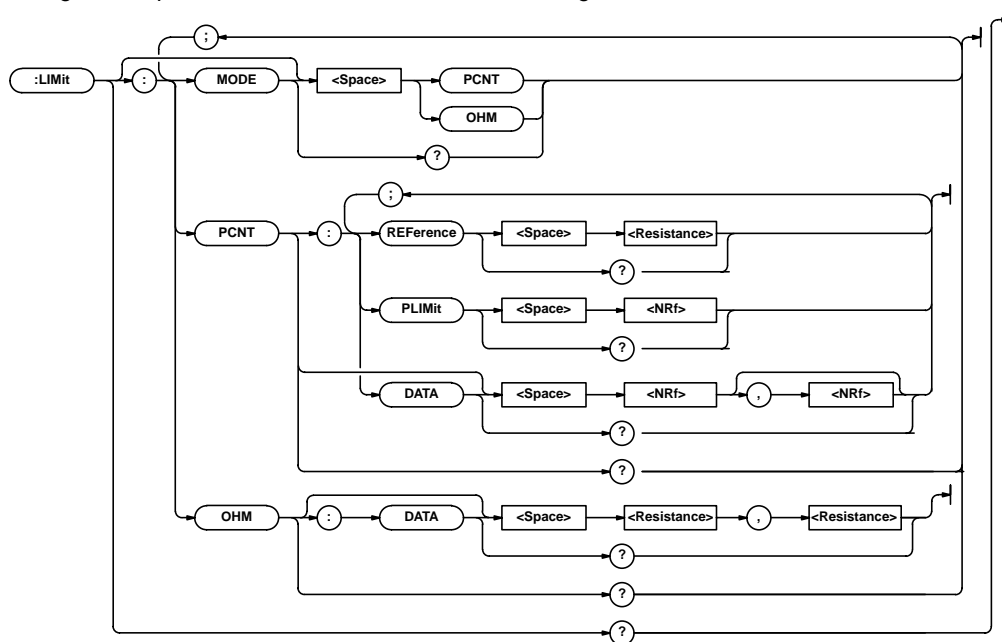 ;
:LIMit : MODE <Space> PCNT
OHM
?
;
PCNT : REFerence <Space> <Resistance>
?
PLIMit <Space> <NRf>
?
DATA <Space> <NRf> , <NRf>
?
?
OHM : DATA <Space> <Resistance> , <Resistance>
?
?
?